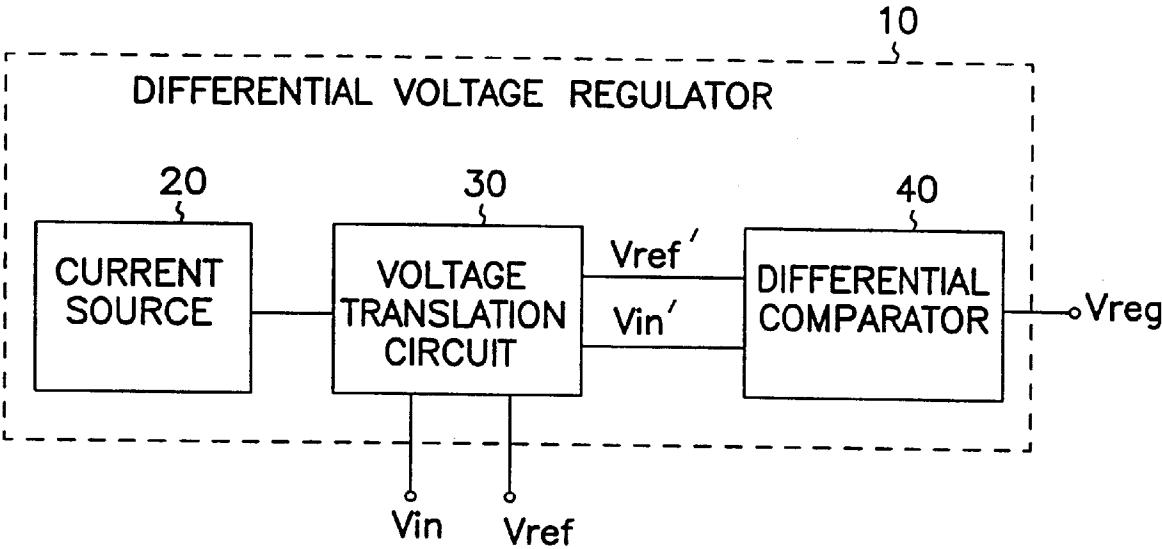 10
DIFFERENTIAL VOLTAGE REGULATOR
20
30
40
CURRENT
SOURCE
VOLTAGE
TRANSLATION
CIRCUIT
Vref′
Vin′
DIFFERENTIAL
COMPARATOR
Vreg
Vin
Vref